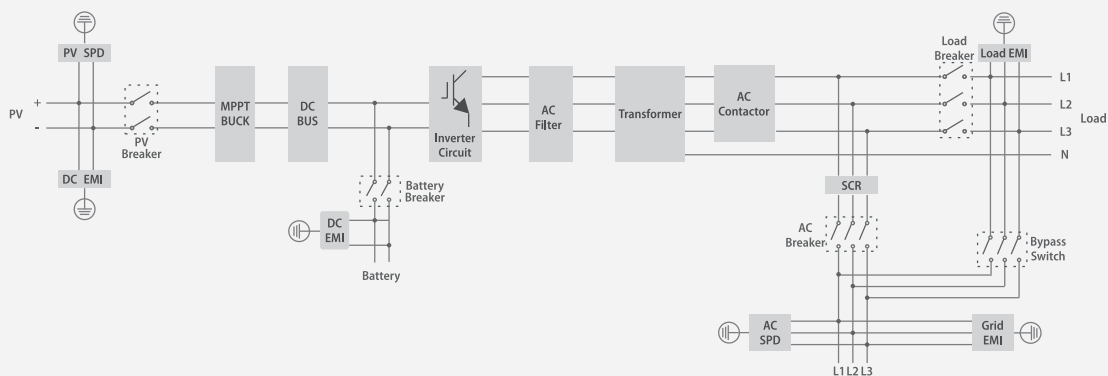 PV SPD
PV
+
-
DC EMI
PV
Breaker
MPPT
BUCK
DC
BUS
Battery
Breaker
DC
EMI
Battery
Inverter
Circuit
AC
Filter
Transformer
AC
Contactor
Load
Breaker
Load EMI
L1
L2
L3
Load
N
SCR
AC
Breaker
Bypass
Switch
AC
SPD
Grid
EMI
L1 L2 L3